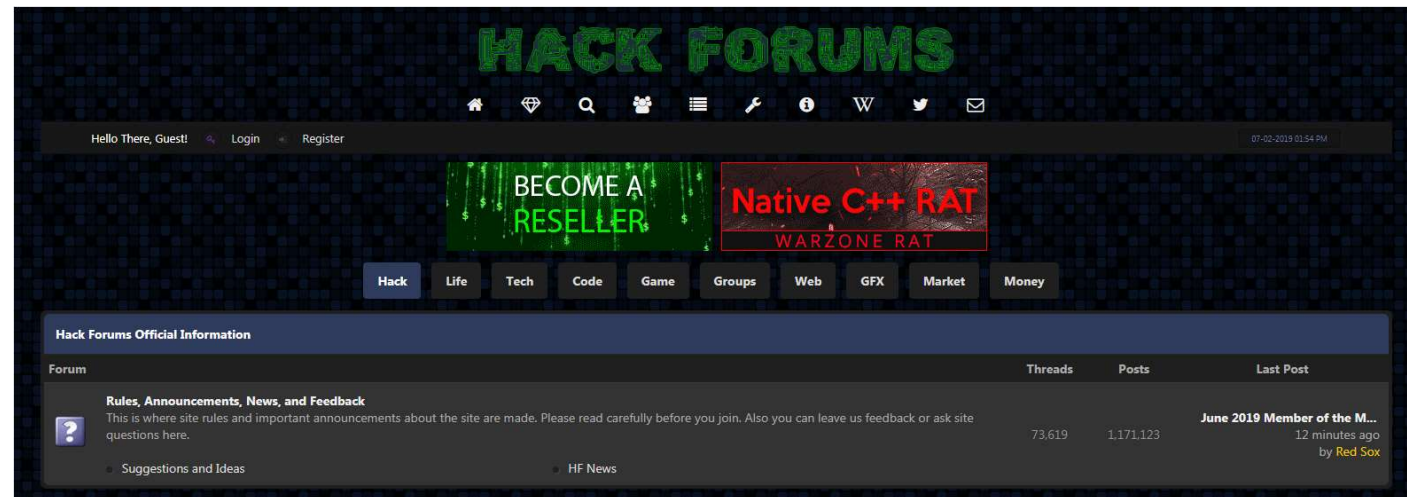 HACK FORUMS
Hello There, Guest! Login Register
07-02-2019 01:54 PM
BECOME A
RESELLER
Native C++ RAT
WARZONE RAT
Hack Life Tech Code Game Groups Web GFX Market Money
Hack Forums Official Information
Forum Threads Posts Last Post
Rules, Announcements, News, and Feedback
This is where site rules and important announcements about the site are made. Please read carefully before you join. Also you can leave us feedback or ask site
questions here.
73,619 1,171,123
June 2019 Member of the M...
12 minutes ago
by Red Sox
Suggestions and Ideas HF News